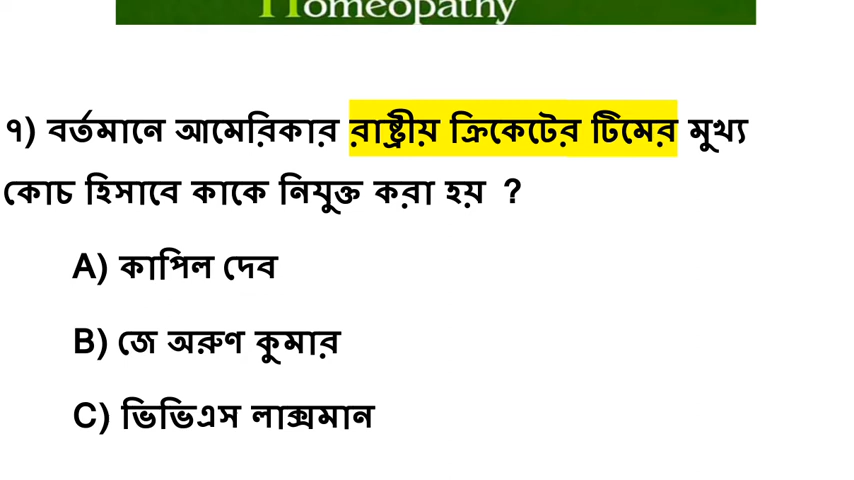 Homeopathy
৭) বর্তমানে আমেরিকার রাষ্ট্রীয় ক্রিকেটের টিমের মুখ্য
কোচ হিসাবে কাকে নিযুক্ত করা হয় ?
A) কাপিল দেব
B) জে অরুণ কুমার
C) ভিভিএস লাক্সমান